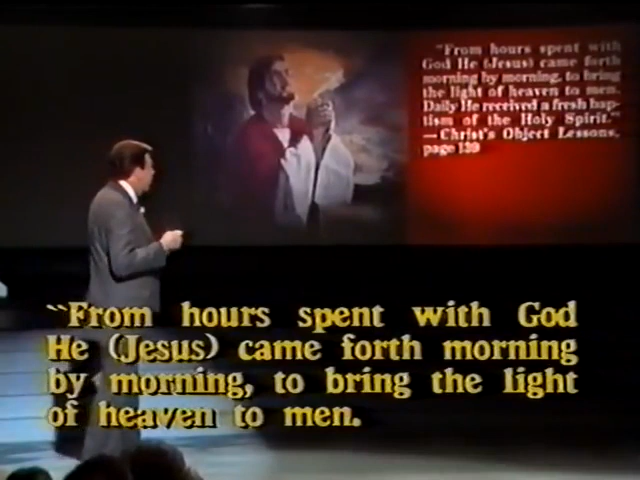 "From hours spent with
God He (Jesus) came forth
morning by morning, to bring
the light of heaven to men.
Daily He received a fresh bap-
tism of the Holy Spirit."
— Christ's Object Lessons,
page 139
"From hours spent with God
He (Jesus) came forth morning
by morning, to bring the light
of heaven to men.